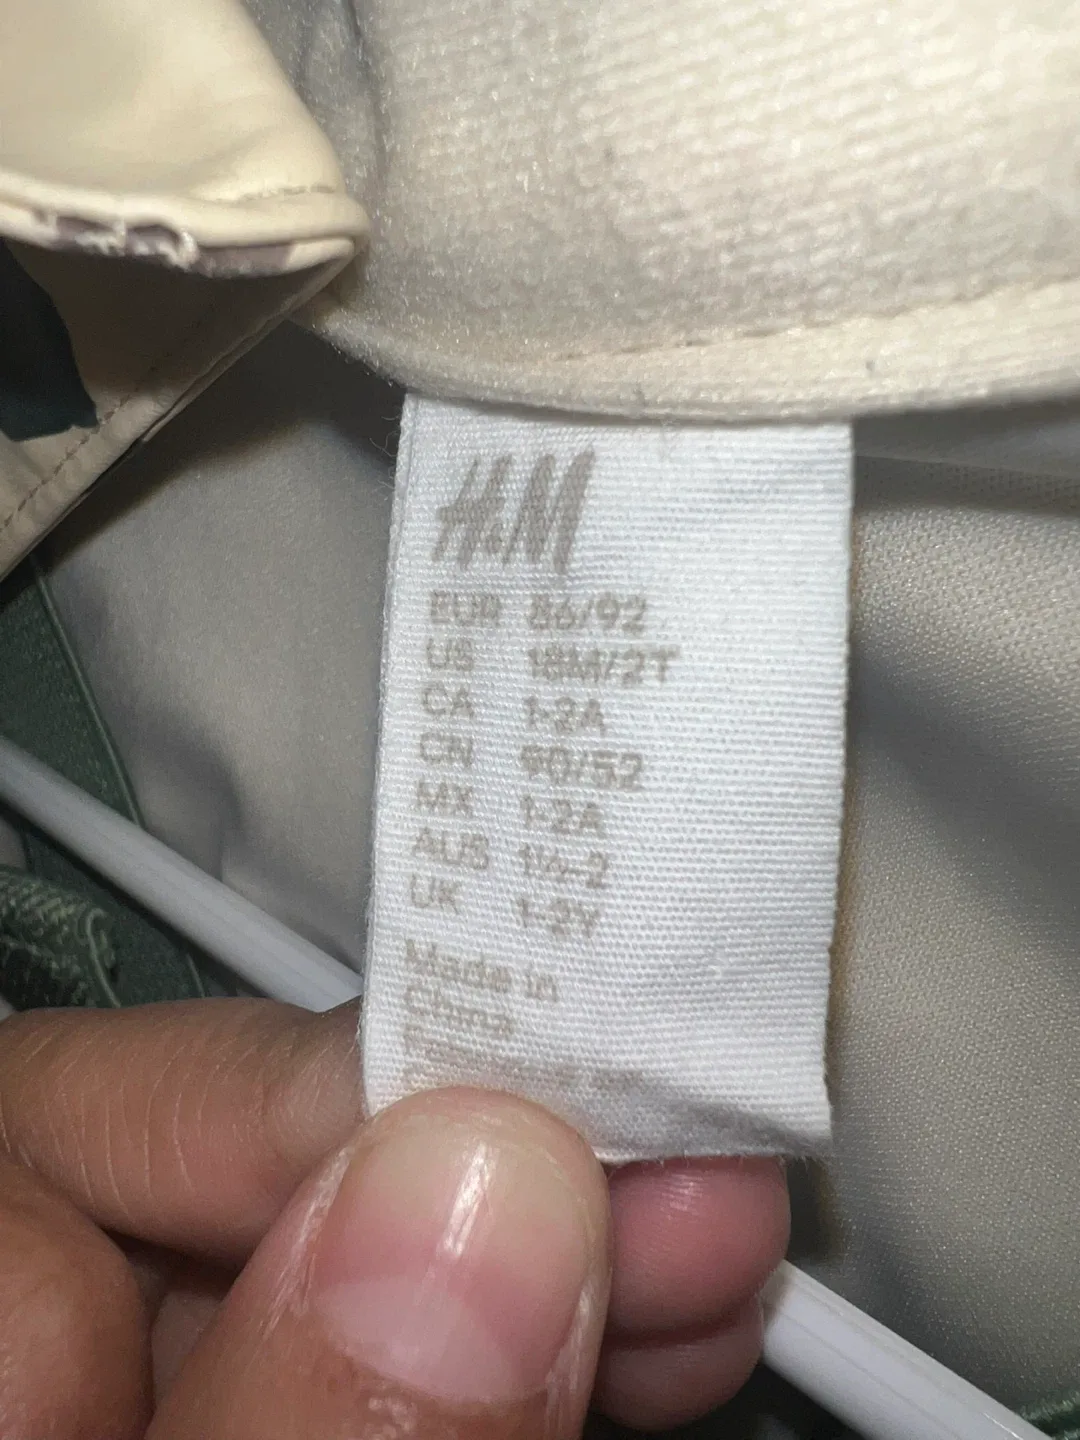 H&M
EUR 86/92
US 18M/2T
CA 1-2A
CN 90/52
MX 1-2A
AUS 1½-2
UK 1-2Y
Made in
China